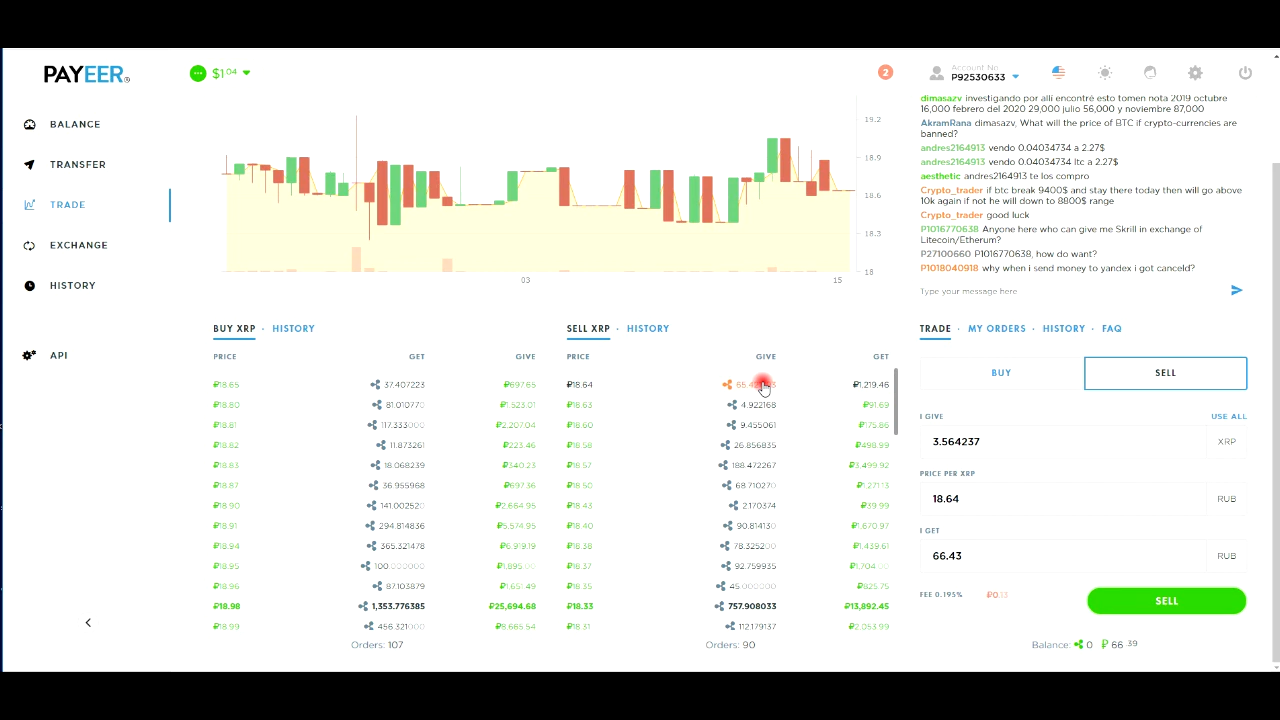 PAYEER
$1.04
2
Account No
P92530633
BALANCE
TRANSFER
TRADE
EXCHANGE
HISTORY
API
19.2
18.9
18.6
18.3
18
03
15
dimasazv investigando por allí encontré esto tomen nota 2019 octubre
16,000 febrero del 2020 29,000 julio 56,000 y noviembre 87,000
AkramRana dimasazv, What will the price of BTC if crypto-currencies are
banned?
andres2164913 vendo 0.04034734 a 2.27$
andres2164913 vendo 0.04034734 ltc a 2.27$
aesthetic andres2164913 te los compro
Crypto_trader if btc break 9400$ and stay there today then will go above
10k again if not he will down to 8800$ range
Crypto_trader good luck
P1016770638 Anyone here who can give me Skrill in exchange of
Litecoin/Etherum?
P27100660 P1016770638, how do want?
P1018040918 why when i send money to yandex i got canceld?
Type your message here
BUY XRP · HISTORY
PRICE GET GIVE
₽18.65 37.407223 ₽697.65
₽18.80 81.010770 ₽1,523.01
₽18.81 117.333000 ₽2,207.04
₽18.82 11.873261 ₽223.46
₽18.83 18.068239 ₽340.23
₽18.87 36.955968 ₽697.36
₽18.90 141.002520 ₽2,664.95
₽18.91 294.814836 ₽5,574.95
₽18.94 365.321478 ₽6,919.19
₽18.95 100.000000 ₽1,895.00
₽18.96 87.103879 ₽1,651.49
₽18.98 1,353.776385 ₽25,694.68
₽18.99 456.321000 ₽8,665.54
Orders: 107
SELL XRP · HISTORY
PRICE GIVE GET
₽18.64 ₽1,219.46
₽18.63 4.922168 ₽91.69
₽18.60 9.455061 ₽175.86
₽18.58 26.856835 ₽498.99
₽18.57 188.472267 ₽3,499.92
₽18.50 68.710270 ₽1,271.13
₽18.43 2.170374 ₽39.99
₽18.40 90.814130 ₽1,670.97
₽18.38 78.325200 ₽1,439.61
₽18.37 92.759935 ₽1,704.00
₽18.35 45.000000 ₽825.75
₽18.33 757.908033 ₽13,892.45
₽18.31 112.179137 ₽2,053.99
Orders: 90
TRADE · MY ORDERS · HISTORY · FAQ
BUY SELL
I GIVE USE ALL
3.564237 XRP
PRICE PER XRP
18.64 RUB
I GET
66.43 RUB
FEE 0.195% ₽0.13
SELL
Balance: 0 ₽ 66.39